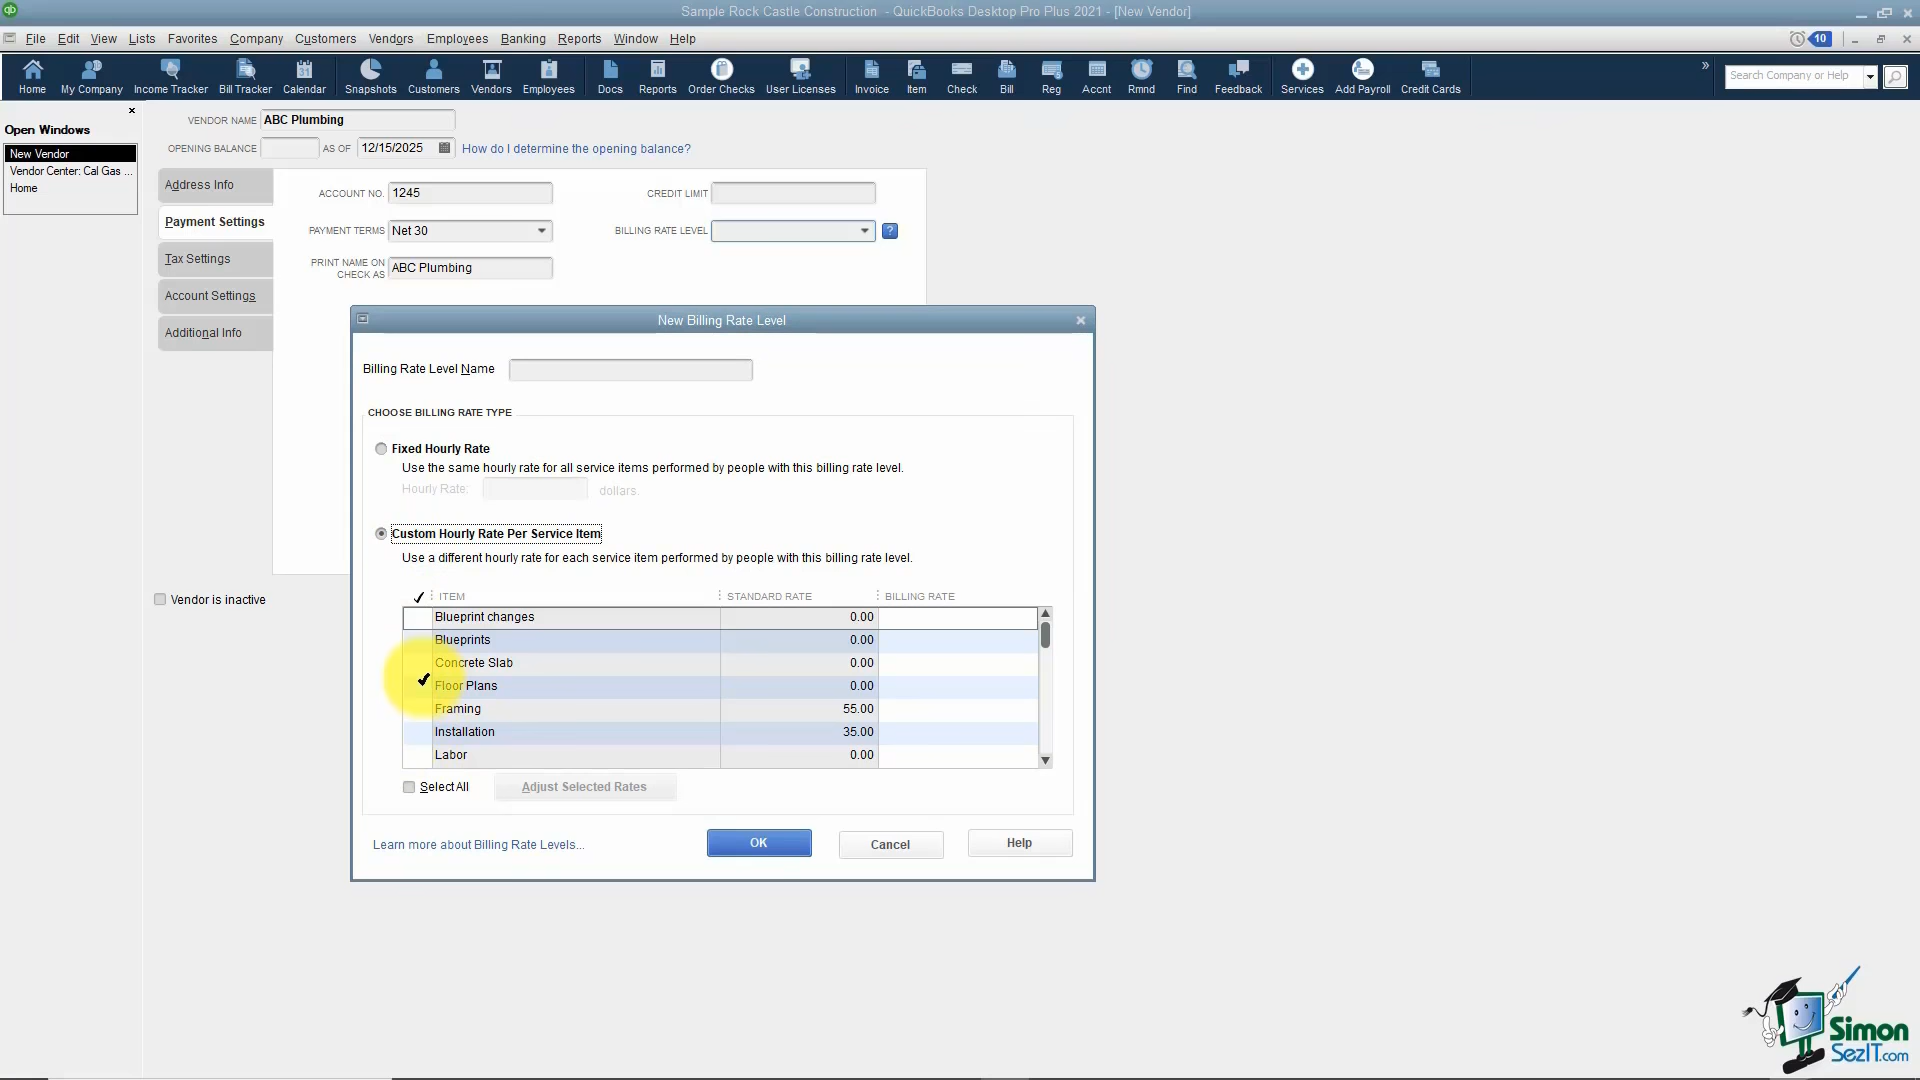 qb
Sample Rock Castle Construction - QuickBooks Desktop Pro Plus 2021 - [New Vendor]
File Edit View Lists Favorites Company Customers Vendors Employees Banking Reports Window Help 10
Home My Company Income Tracker Bill Tracker Calendar Snapshots Customers Vendors Employees Docs Reports Order Checks User Licenses Invoice Item Check Bill Reg Accnt Rmnd Find Feedback Services Add Payroll Credit Cards » Search Company or Help
Open Windows
New Vendor
Vendor Center: Cal Gas ...
Home
VENDOR NAME ABC Plumbing
OPENING BALANCE AS OF 12/15/2025 How do I determine the opening balance?
Address Info
Payment Settings
Tax Settings
Account Settings
Additional Info
ACCOUNT NO. 1245 CREDIT LIMIT
PAYMENT TERMS Net 30 BILLING RATE LEVEL ?
PRINT NAME ON
CHECK AS ABC Plumbing
Vendor is inactive
New Billing Rate Level
Billing Rate Level Name
CHOOSE BILLING RATE TYPE
Fixed Hourly Rate
Use the same hourly rate for all service items performed by people with this billing rate level.
Hourly Rate: dollars.
Custom Hourly Rate Per Service Item
Use a different hourly rate for each service item performed by people with this billing rate level.
ITEM STANDARD RATE BILLING RATE
Blueprint changes 0.00
Blueprints 0.00
Concrete Slab 0.00
Floor Plans 0.00
Framing 55.00
Installation 35.00
Labor 0.00
Select All Adjust Selected Rates
Learn more about Billing Rate Levels... OK Cancel Help
Simon
SezIT.com